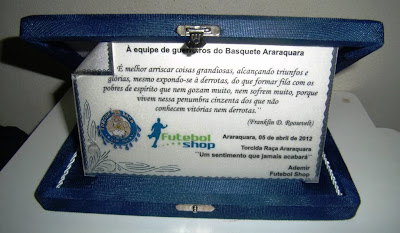 À equipe de guerreiros do Basquete Araraquara
É melhor arriscar coisas grandiosas, alcançando triunfos e
glórias, mesmo expondo-se à derrotas, do que formar fila com os
pobres de espírito que nem gozam muito, nem sofrem muito, porque
vivem nessa penumbra cinzenta dos que não
conhecem vitórias nem derrotas."
(Franklin D. Roosevelt)
Futebol
shop
Araraquara, 05 de abril de 2012
Torcida Raça Araraquara
"Um sentimento que jamais acabará"
Ademir
Futebol Shop